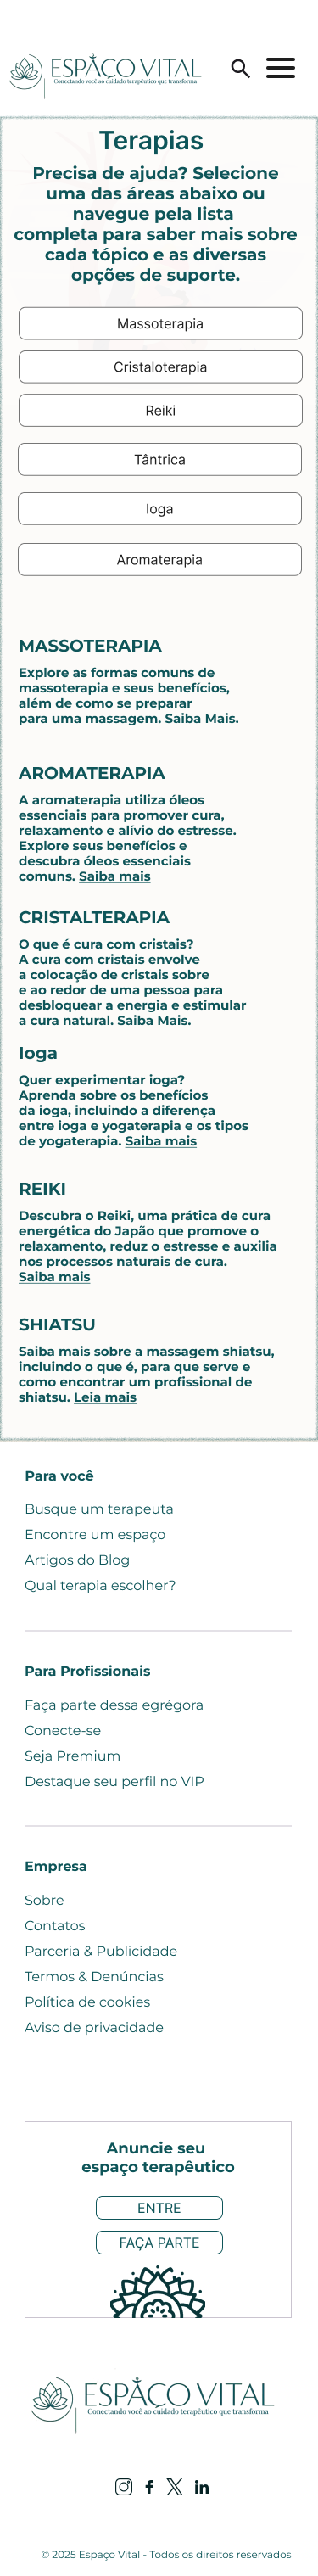 ESPAÇO VITAL
Conectando você ao cuidado terapêutico que transforma
Terapias
Precisa de ajuda? Selecione
uma das áreas abaixo ou
navegue pela lista
completa para saber mais sobre
cada tópico e as diversas
opções de suporte.
Massoterapia
Cristaloterapia
Reiki
Tântrica
Ioga
Aromaterapia
MASSOTERAPIA
Explore as formas comuns de
massoterapia e seus benefícios,
além de como se preparar
para uma massagem. Saiba Mais.
AROMATERAPIA
A aromaterapia utiliza óleos
essenciais para promover cura,
relaxamento e alívio do estresse.
Explore seus benefícios e
descubra óleos essenciais
comuns. Saiba mais
CRISTALTERAPIA
O que é cura com cristais?
A cura com cristais envolve
a colocação de cristais sobre
e ao redor de uma pessoa para
desbloquear a energia e estimular
a cura natural. Saiba Mais.
Ioga
Quer experimentar ioga?
Aprenda sobre os benefícios
da ioga, incluindo a diferença
entre ioga e yogaterapia e os tipos
de yogaterapia. Saiba mais
REIKI
Descubra o Reiki, uma prática de cura
energética do Japão que promove o
relaxamento, reduz o estresse e auxilia
nos processos naturais de cura.
Saiba mais
SHIATSU
Saiba mais sobre a massagem shiatsu,
incluindo o que é, para que serve e
como encontrar um profissional de
shiatsu. Leia mais
Para você
Busque um terapeuta
Encontre um espaço
Artigos do Blog
Qual terapia escolher?
Para Profissionais
Faça parte dessa egrégora
Conecte-se
Seja Premium
Destaque seu perfil no VIP
Empresa
Sobre
Contatos
Parceria & Publicidade
Termos & Denúncias
Política de cookies
Aviso de privacidade
Anuncie seu
espaço terapêutico
ENTRE
FAÇA PARTE
ESPAÇO VITAL
Conectando você ao cuidado terapêutico que transforma
© 2025 Espaço Vital - Todos os direitos reservados